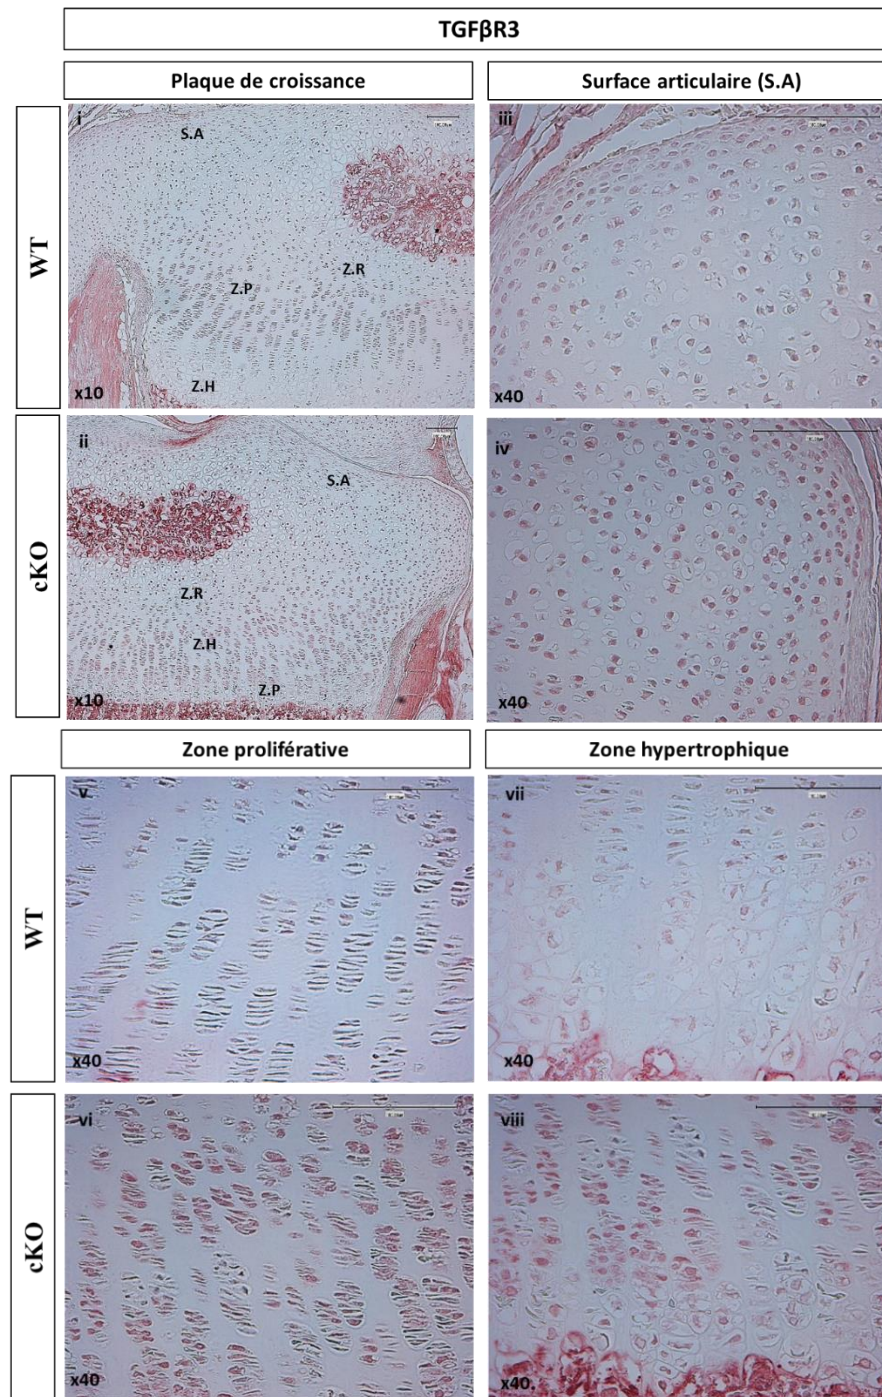 TGFβR3
Plaque de croissance
Surface articulaire (S.A)
WT
i
S.A
Z.R
Z.P
Z.H
x10
iii
x40
cKO
ii
S.A
Z.R
Z.H
Z.P
x10
iv
x40
Zone proliférative
Zone hypertrophique
WT
v
x40
vii
x40
cKO
vi
x40
viii
x40